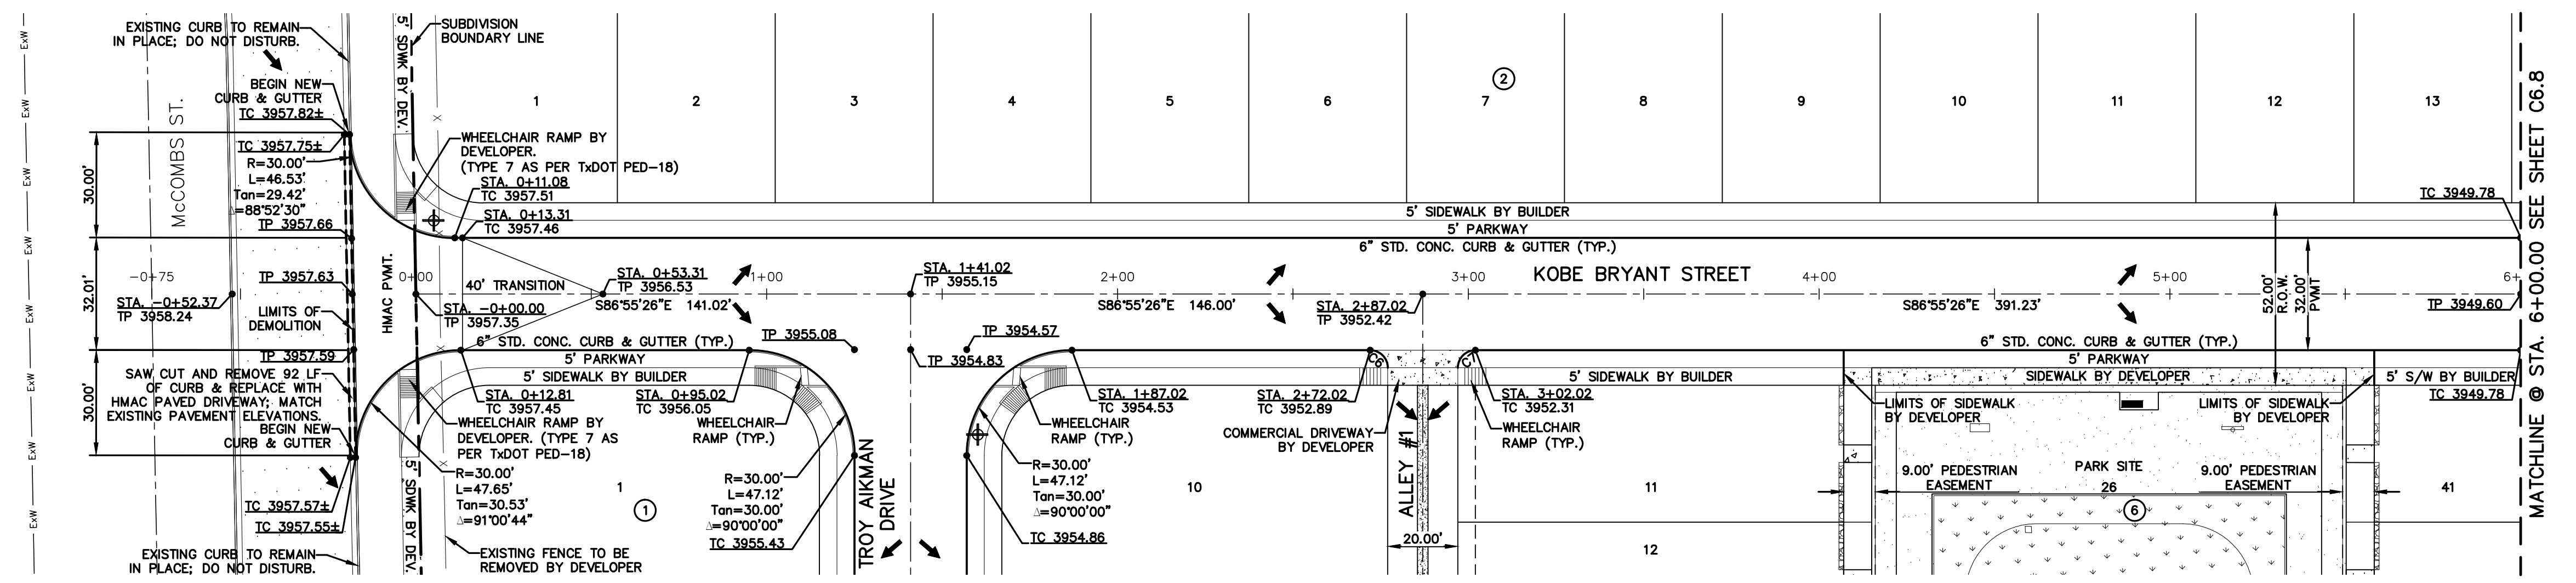 EXISTING CURB TO REMAIN
IN PLACE; DO NOT DISTURB.
BEGIN NEW
CURB & GUTTER
TC 3957.82±
TC 3957.75±
R=30.00'
L=46.53'
Tan=29.42'
Δ=88°52'30"
TP 3957.66
TP 3957.63
STA. -0+52.37
TP 3958.24
LIMITS OF
DEMOLITION
TP 3957.59
SAW CUT AND REMOVE 92 LF
OF CURB & REPLACE WITH
HMAC PAVED DRIVEWAY; MATCH
EXISTING PAVEMENT ELEVATIONS.
BEGIN NEW
CURB & GUTTER
TC 3957.57±
TC 3957.55±
EXISTING CURB TO REMAIN
IN PLACE; DO NOT DISTURB.
ExW
ExW
ExW
ExW
ExW
ExW
ExW
ExW
30.00'
32.01'
30.00'
McCOMBS ST.
-0+75
HMAC PVMT.
5' SDWK BY DEV.
5' SDWK BY DEV.
SUBDIVISION
BOUNDARY LINE
WHEELCHAIR RAMP BY
DEVELOPER.
(TYPE 7 AS PER TxDOT PED-18)
STA. 0+11.08
TC 3957.51
STA. 0+13.31
TC 3957.46
0+00
40' TRANSITION
STA. -0+00.00
TP 3957.35
STA. 0+53.31
TP 3956.53
1+00
S86°55'26"E 141.02'
6" STD. CONC. CURB & GUTTER (TYP.)
5' PARKWAY
5' SIDEWALK BY BUILDER
STA. 0+12.81
TC 3957.45
WHEELCHAIR RAMP BY
DEVELOPER. (TYPE 7 AS
PER TxDOT PED-18)
R=30.00'
L=47.65'
Tan=30.53'
Δ=91°00'44"
EXISTING FENCE TO BE
REMOVED BY DEVELOPER
1
1
STA. 0+95.02
TC 3956.05
WHEELCHAIR
RAMP (TYP.)
R=30.00'
L=47.12'
Tan=30.00'
Δ=90°00'00"
TC 3955.43
TP 3955.08
STA. 1+41.02
TP 3955.15
TP 3954.57
TP 3954.83
TROY AIKMAN
DRIVE
STA. 1+87.02
TC 3954.53
WHEELCHAIR
RAMP (TYP.)
R=30.00'
L=47.12'
Tan=30.00'
Δ=90°00'00"
TC 3954.86
10
1
2
3
4
5
6
7
8
9
10
11
12
13
2
5' SIDEWALK BY BUILDER
5' PARKWAY
6" STD. CONC. CURB & GUTTER (TYP.)
2+00
3+00
KOBE BRYANT STREET
4+00
5+00
6+
S86°55'26"E 146.00'
STA. 2+87.02
TP 3952.42
S86°55'26"E 391.23'
C6
C7
STA. 2+72.02
TC 3952.89
STA. 3+02.02
TC 3952.31
COMMERCIAL DRIVEWAY
BY DEVELOPER
ALLEY #1
20.00'
WHEELCHAIR
RAMP (TYP.)
5' SIDEWALK BY BUILDER
11
12
6" STD. CONC. CURB & GUTTER (TYP.)
5' PARKWAY
SIDEWALK BY DEVELOPER
5' S/W BY BUILDER
LIMITS OF SIDEWALK
BY DEVELOPER
LIMITS OF SIDEWALK
BY DEVELOPER
9.00' PEDESTRIAN
EASEMENT
PARK SITE
26
6
9.00' PEDESTRIAN
EASEMENT
41
52.00'
R.O.W.
32.00'
PVMT
TC 3949.78
TP 3949.60
TC 3949.78
MATCHLINE @ STA. 6+00.00 SEE SHEET C6.8